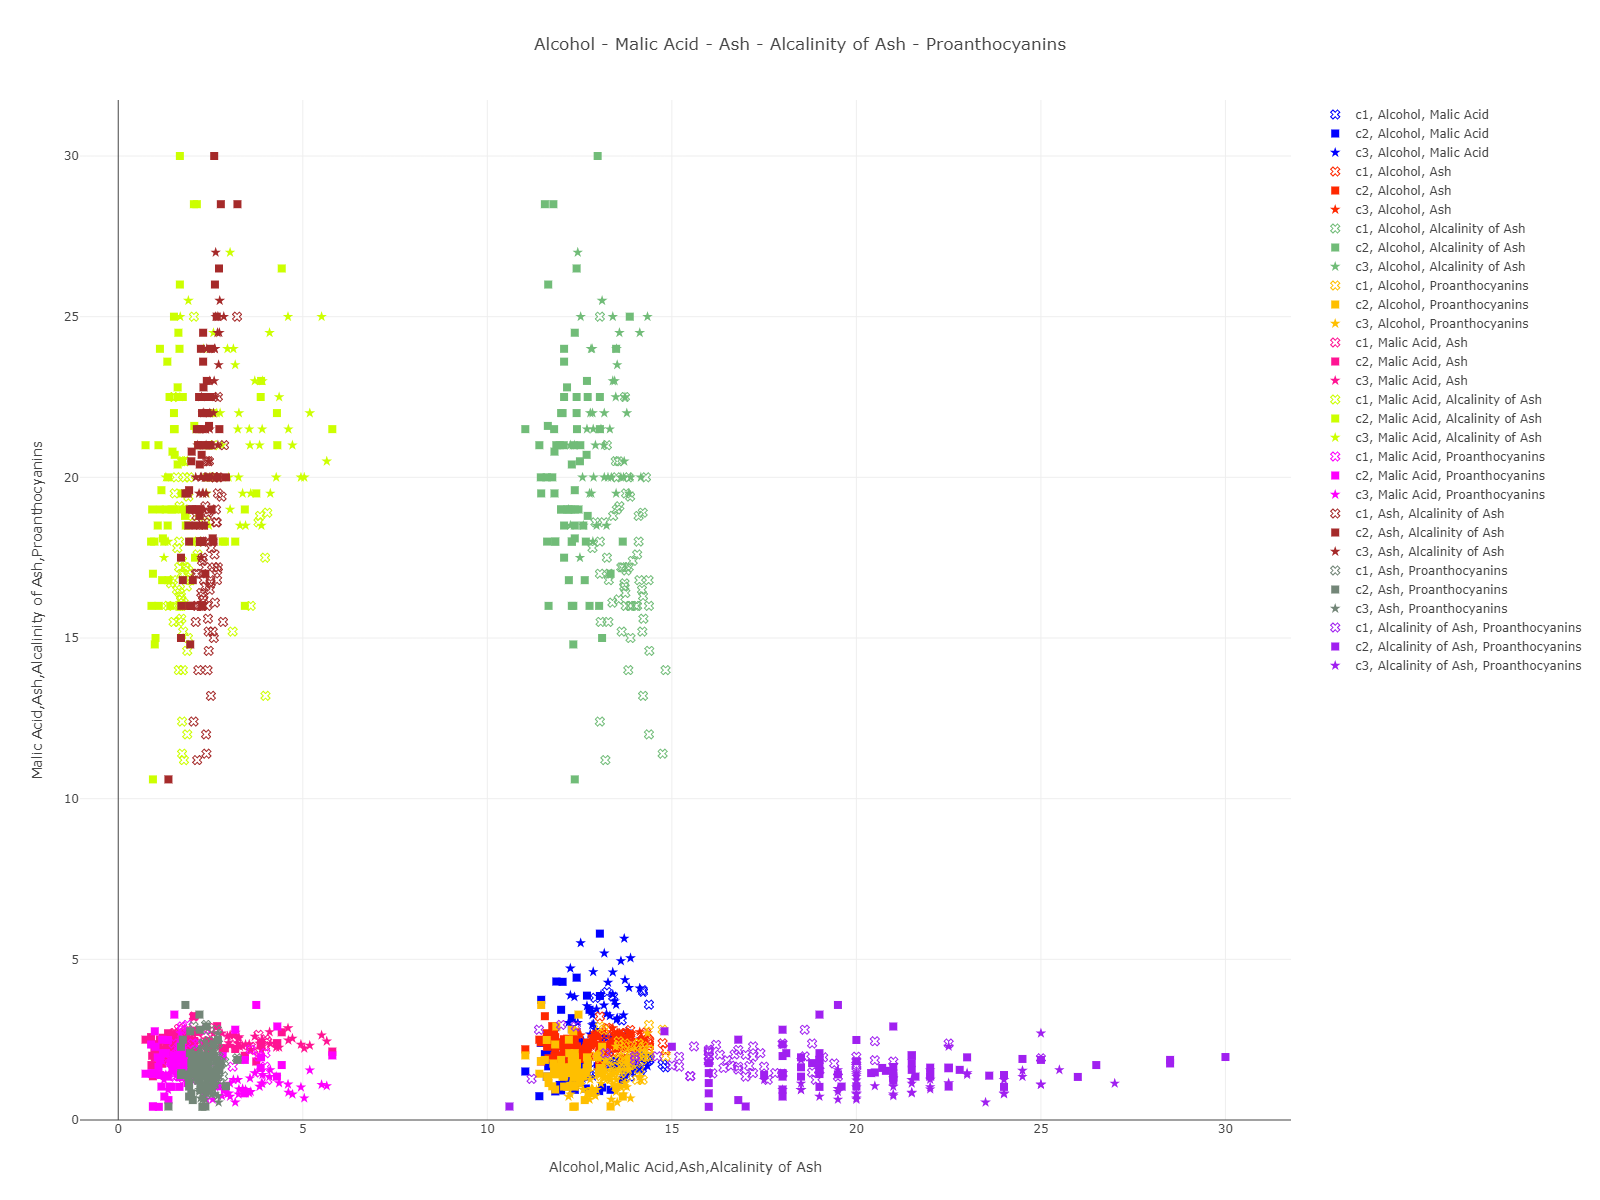 Alcohol - Malic Acid - Ash - Alcalinity of Ash - Proanthocyanins
Malic Acid,Ash,Alcalinity of Ash,Proanthocyanins
30
25
20
15
10
5
0
0
5
10
15
20
25
30
Alcohol,Malic Acid,Ash,Alcalinity of Ash
c1, Alcohol, Malic Acid
c2, Alcohol, Malic Acid
c3, Alcohol, Malic Acid
c1, Alcohol, Ash
c2, Alcohol, Ash
c3, Alcohol, Ash
c1, Alcohol, Alcalinity of Ash
c2, Alcohol, Alcalinity of Ash
c3, Alcohol, Alcalinity of Ash
c1, Alcohol, Proanthocyanins
c2, Alcohol, Proanthocyanins
c3, Alcohol, Proanthocyanins
c1, Malic Acid, Ash
c2, Malic Acid, Ash
c3, Malic Acid, Ash
c1, Malic Acid, Alcalinity of Ash
c2, Malic Acid, Alcalinity of Ash
c3, Malic Acid, Alcalinity of Ash
c1, Malic Acid, Proanthocyanins
c2, Malic Acid, Proanthocyanins
c3, Malic Acid, Proanthocyanins
c1, Ash, Alcalinity of Ash
c2, Ash, Alcalinity of Ash
c3, Ash, Alcalinity of Ash
c1, Ash, Proanthocyanins
c2, Ash, Proanthocyanins
c3, Ash, Proanthocyanins
c1, Alcalinity of Ash, Proanthocyanins
c2, Alcalinity of Ash, Proanthocyanins
c3, Alcalinity of Ash, Proanthocyanins